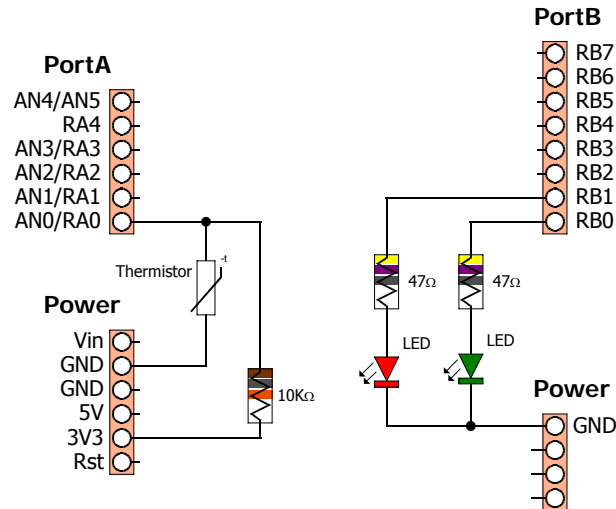 PortA
AN4/AN5
RA4
AN3/RA3
AN2/RA2
AN1/RA1
AN0/RA0
Thermistor
-t
Power
Vin
GND
GND
5V
3V3
Rst
10KΩ
PortB
RB7
RB6
RB5
RB4
RB3
RB2
RB1
RB0
47Ω
47Ω
LED
LED
Power
GND